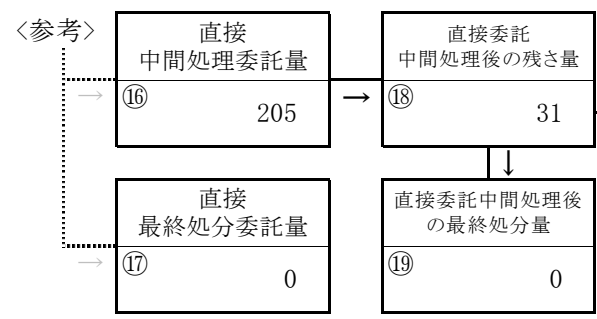 〈参考〉
直接
中間処理委託量
→
⑯
205
→
直接委託
中間処理後の残さ量
⑱
31
↓
直接
最終処分委託量
→
⑰
0
直接委託中間処理後
の最終処分量
⑲
0